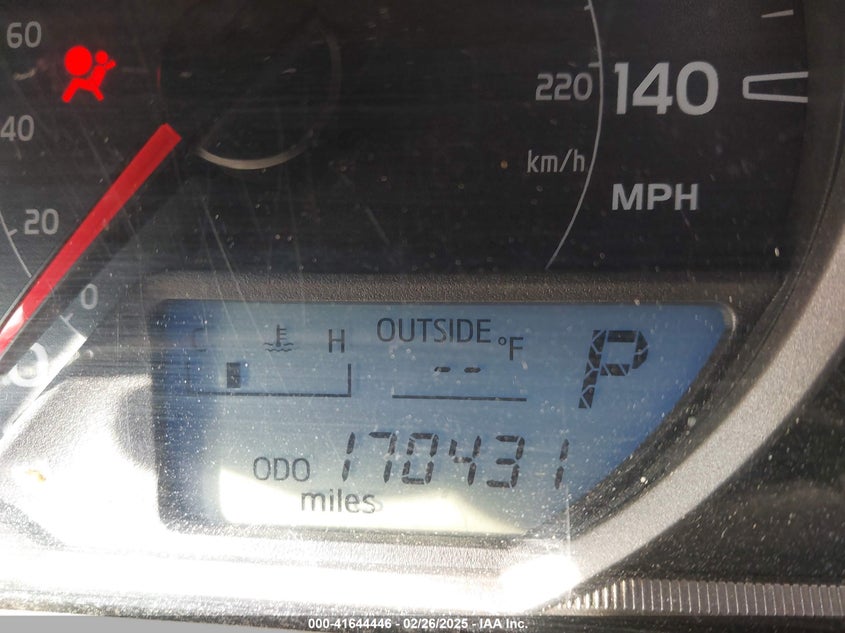 60
40
20
0
0
220
140
km/h
MPH
C
H
OUTSIDE
°F
--
P
ODO 170431
miles
000-41644446 - 02/26/2025 - IAA Inc.